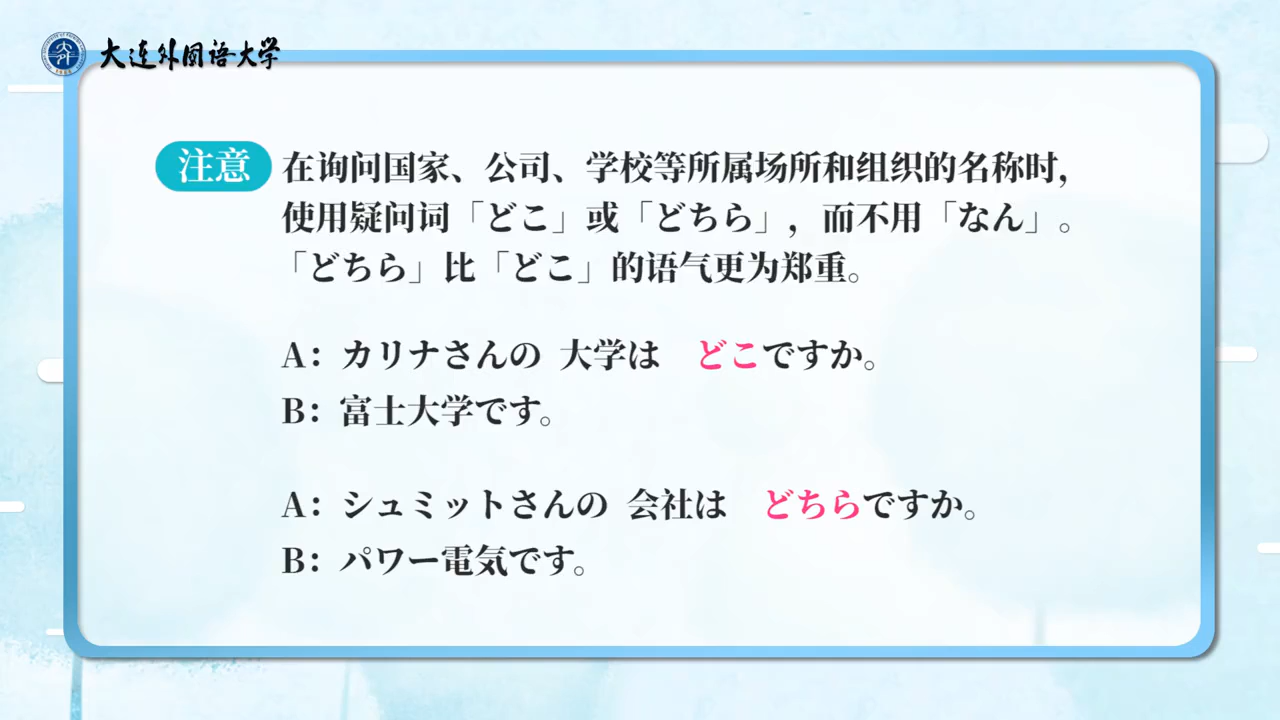 大连外国语大学
注意 在询问国家、公司、学校等所属场所和组织的名称时，
使用疑问词「どこ」或「どちら」，而不用「なん」。
「どちら」比「どこ」的语气更为郑重。
A：カリナさんの 大学は どこですか。
B：富士大学です。
A：シュミットさんの 会社は どちらですか。
B：パワー電気です。